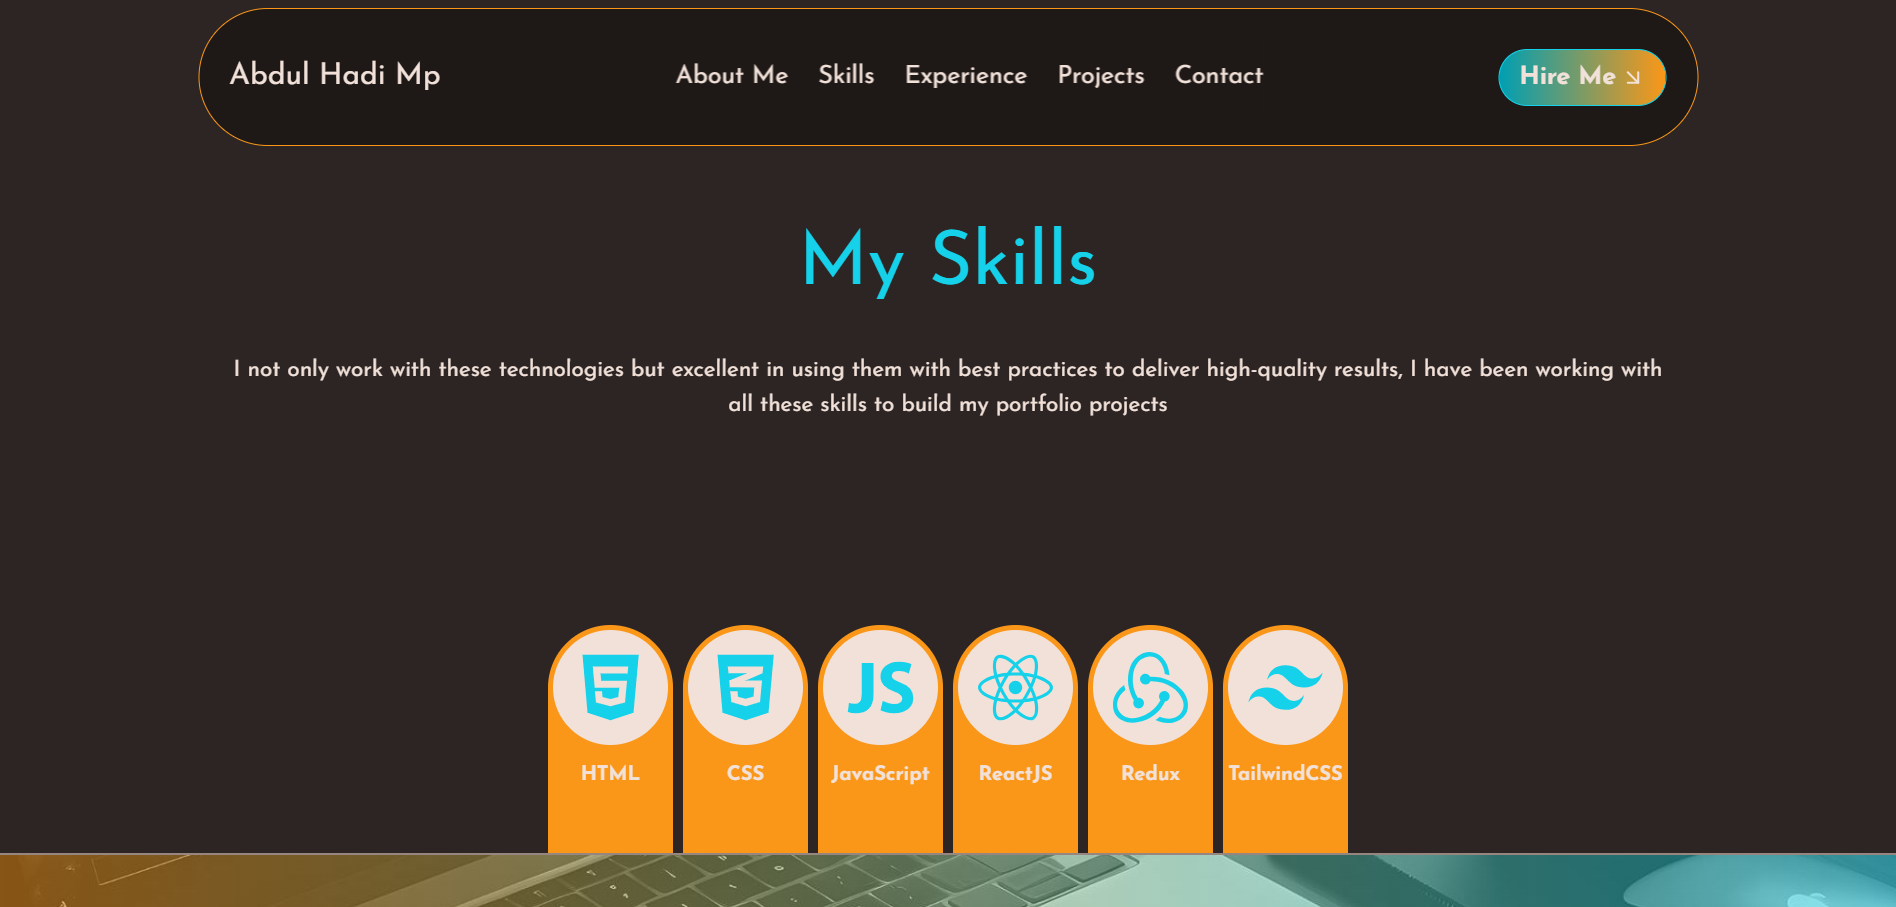 Abdul Hadi Mp
About Me Skills Experience Projects Contact
Hire Me
My Skills
I not only work with these technologies but excellent in using them with best practices to deliver high-quality results, I have been working with
all these skills to build my portfolio projects
JS
HTML CSS JavaScript ReactJS Redux TailwindCSS